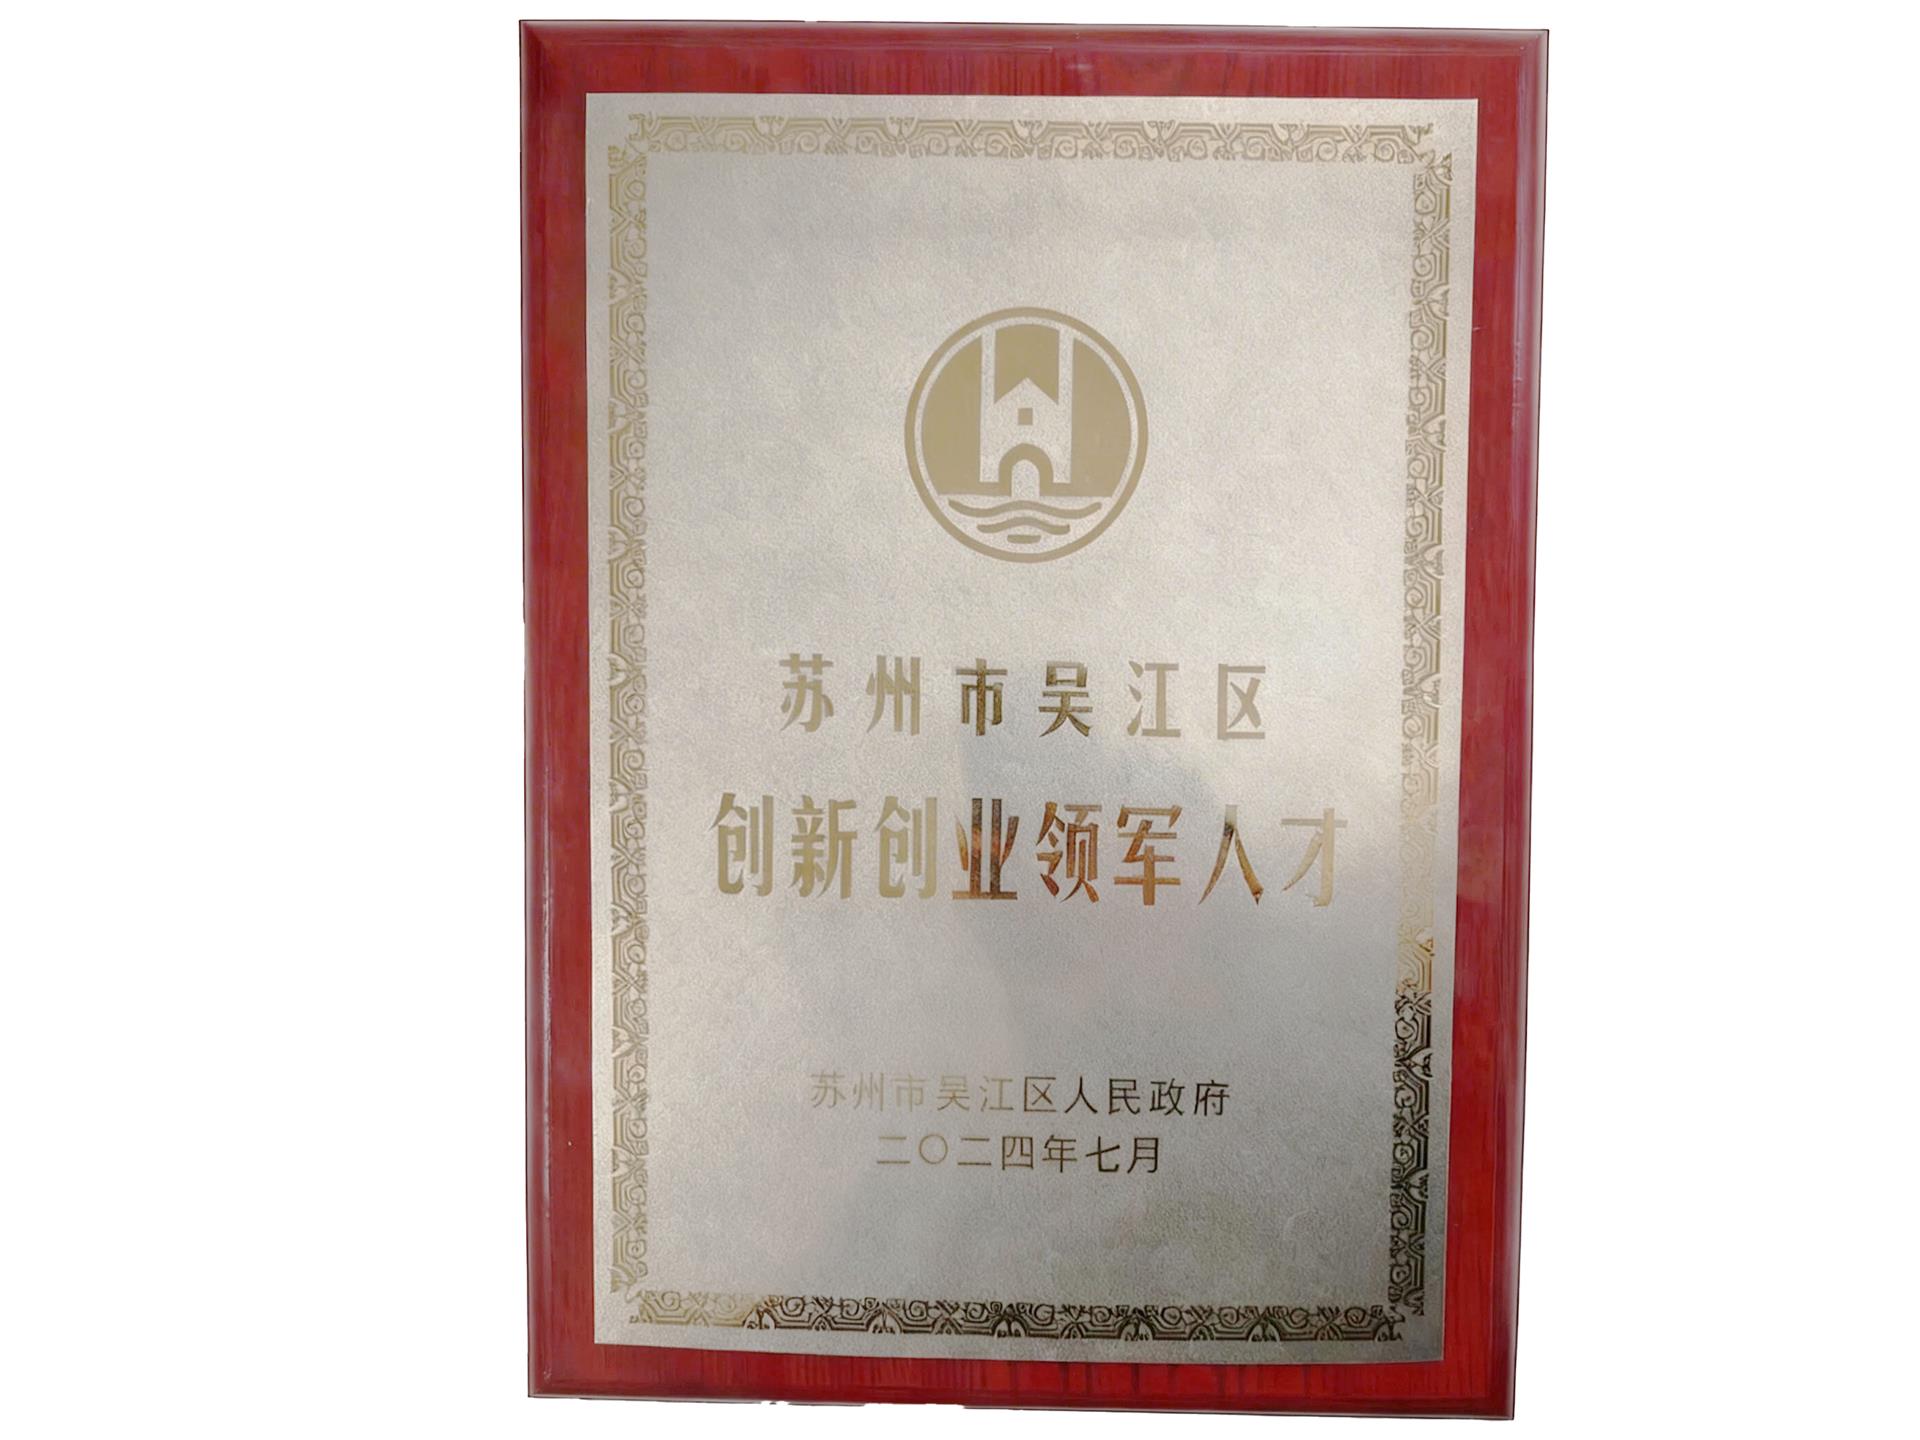 苏州市吴江区
创新创业领军人才
苏州市吴江区人民政府
二〇二四年七月